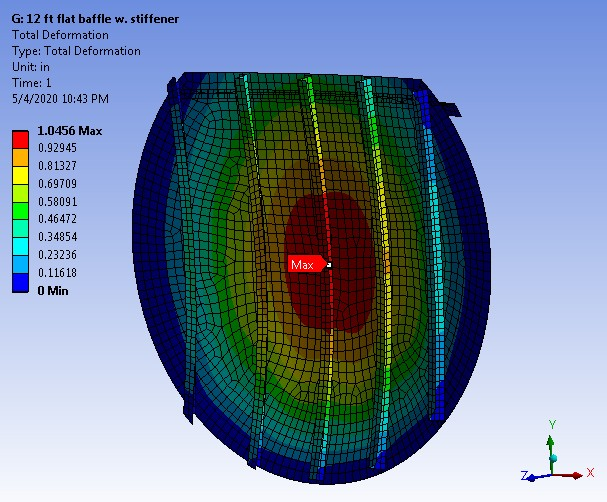 G: 12 ft flat baffle w. stiffener
Total Deformation
Type: Total Deformation
Unit: in
Time: 1
5/4/2020 10:43 PM
1.0456 Max
0.92945
0.81327
0.69709
0.58091
0.46472
0.34854
0.23236
0.11618
0 Min
Max
Y
Z
X